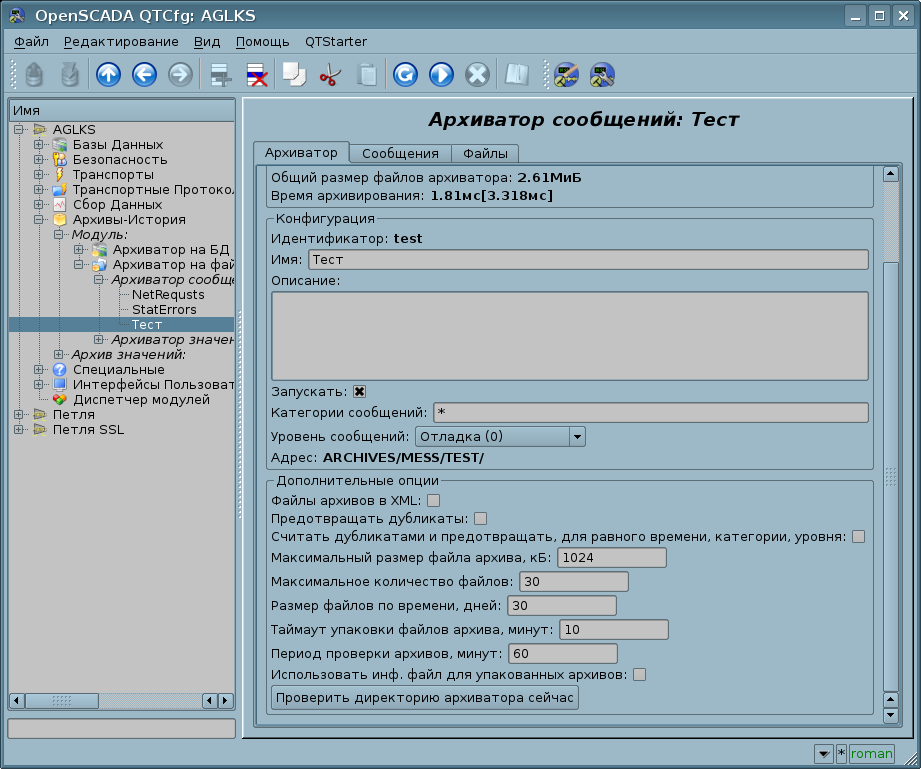 OpenSCADA QTCfg: AGLKS
Файл Редактирование Вид Помощь QTStarter
Имя
AGLKS
Базы Данных
Безопасность
Транспорты
Транспортные Протоко
Сбор Данных
Архивы-История
Модуль:
Архиватор на БД
Архиватор на фай
Архиватор сообще
NetRequsts
StatErrors
Тест
Архиватор значен
Архив значений:
Специальные
Интерфейсы Пользоват
Диспетчер модулей
Петля
Петля SSL
Архиватор сообщений: Тест
Архиватор Сообщения Файлы
Общий размер файлов архиватора: 2.61МиБ
Время архивирования: 1.81мс[3.318мс]
Конфигурация
Идентификатор: test
Имя: Тест
Описание:
Запускать:
Категории сообщений: *
Уровень сообщений: Отладка (0)
Адрес: ARCHIVES/MESS/TEST/
Дополнительные опции
Файлы архивов в XML:
Предотвращать дубликаты:
Считать дубликатами и предотвращать, для равного времени, категории, уровня:
Максимальный размер файла архива, кБ: 1024
Максимальное количество файлов: 30
Размер файлов по времени, дней: 30
Таймаут упаковки файлов архива, минут: 10
Период проверки архивов, минут: 60
Использовать инф. файл для упакованных архивов:
Проверить директорию архиватора сейчас
* roman